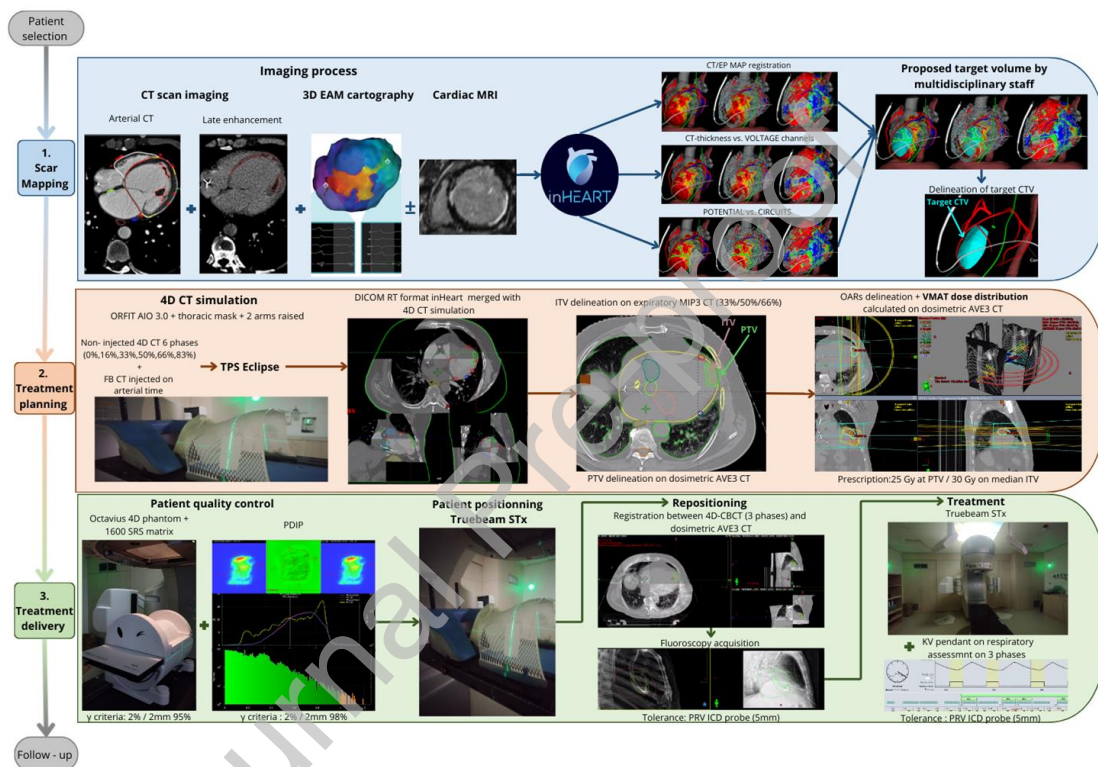 Patient
selection
Imaging process
CT scan imaging
3D EAM cartography
Cardiac MRI
Arterial CT
Late enhancement
1.
Scar
Mapping
inHEART
CT/EP MAP registration
CT-thickness vs. VOLTAGE channels
POTENTIAL vs. CIRCUITS
Proposed target volume by
multidisciplinary staff
Delineation of target CTV
Target CTV
2.
Treatment
planning
4D CT simulation
ORFIT AIO 3.0 + thoracic mask + 2 arms raised
Non- injected 4D CT 6 phases
(0%,16%,33%,50%,66%,83%)
+
FB CT injected on
arterial time
TPS Eclipse
DICOM RT format inHeart merged with
4D CT simulation
ITV delineation on expiratory MIP3 CT (33%/50%/66%)
ITV
PTV
PTV delineation on dosimetric AVE3 CT
OARs delineation + VMAT dose distribution
calculated on dosimetric AVE3 CT
Prescription:25 Gy at PTV / 30 Gy on median ITV
3.
Treatment
delivery
Patient quality control
Octavius 4D phantom +
1600 SRS matrix
y criteria: 2% / 2mm 95%
PDIP
y criteria : 2% / 2mm 98%
Patient positionning
Truebeam STx
Repositioning
Registration between 4D-CBCT (3 phases) and
dosimetric AVE3 CT
Fluoroscopy acquisition
Tolerance: PRV ICD probe (5mm)
Treatment
Truebeam STx
KV pendant on respiratory
assessmnt on 3 phases
Tolerance : PRV ICD probe (5mm)
Follow - up
Journal Preproof